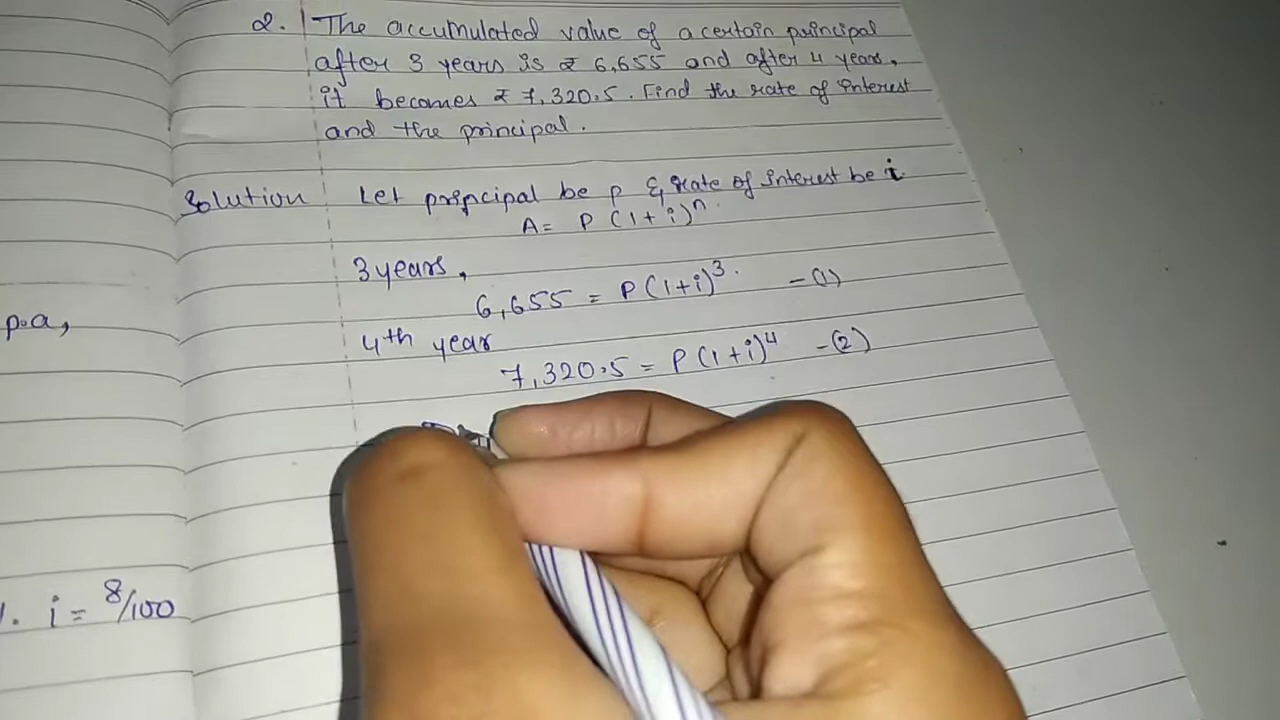 2. The accumulated value of a certain principal
after 3 years is ₹ 6,655 and after 4 years,
it becomes ₹ 7,320.5. Find the rate of interest
and the principal.
Solution Let principal be p & rate of interest be i
A = P (1 + i)^n.
3 years,
6,655 = P(1+i)^3. - (1)
4th year
7,320.5 = P(1+i)^4 - (2)
p.a,
i = 8/100